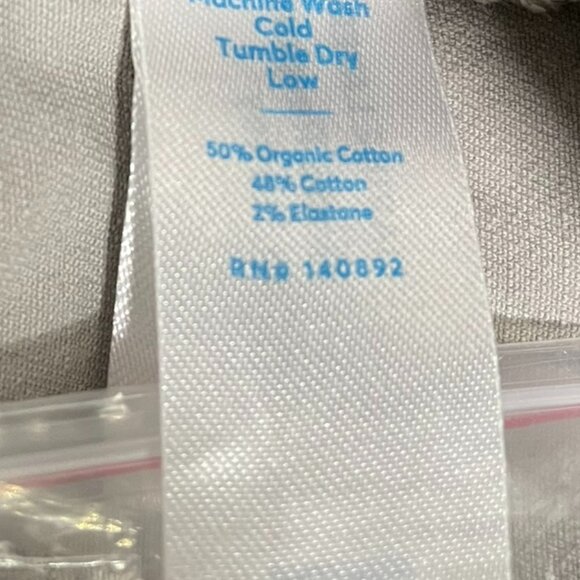 Machine Wash
Cold
Tumble Dry
Low
50% Organic Cotton
48% Cotton
2% Elastane
RN# 140892